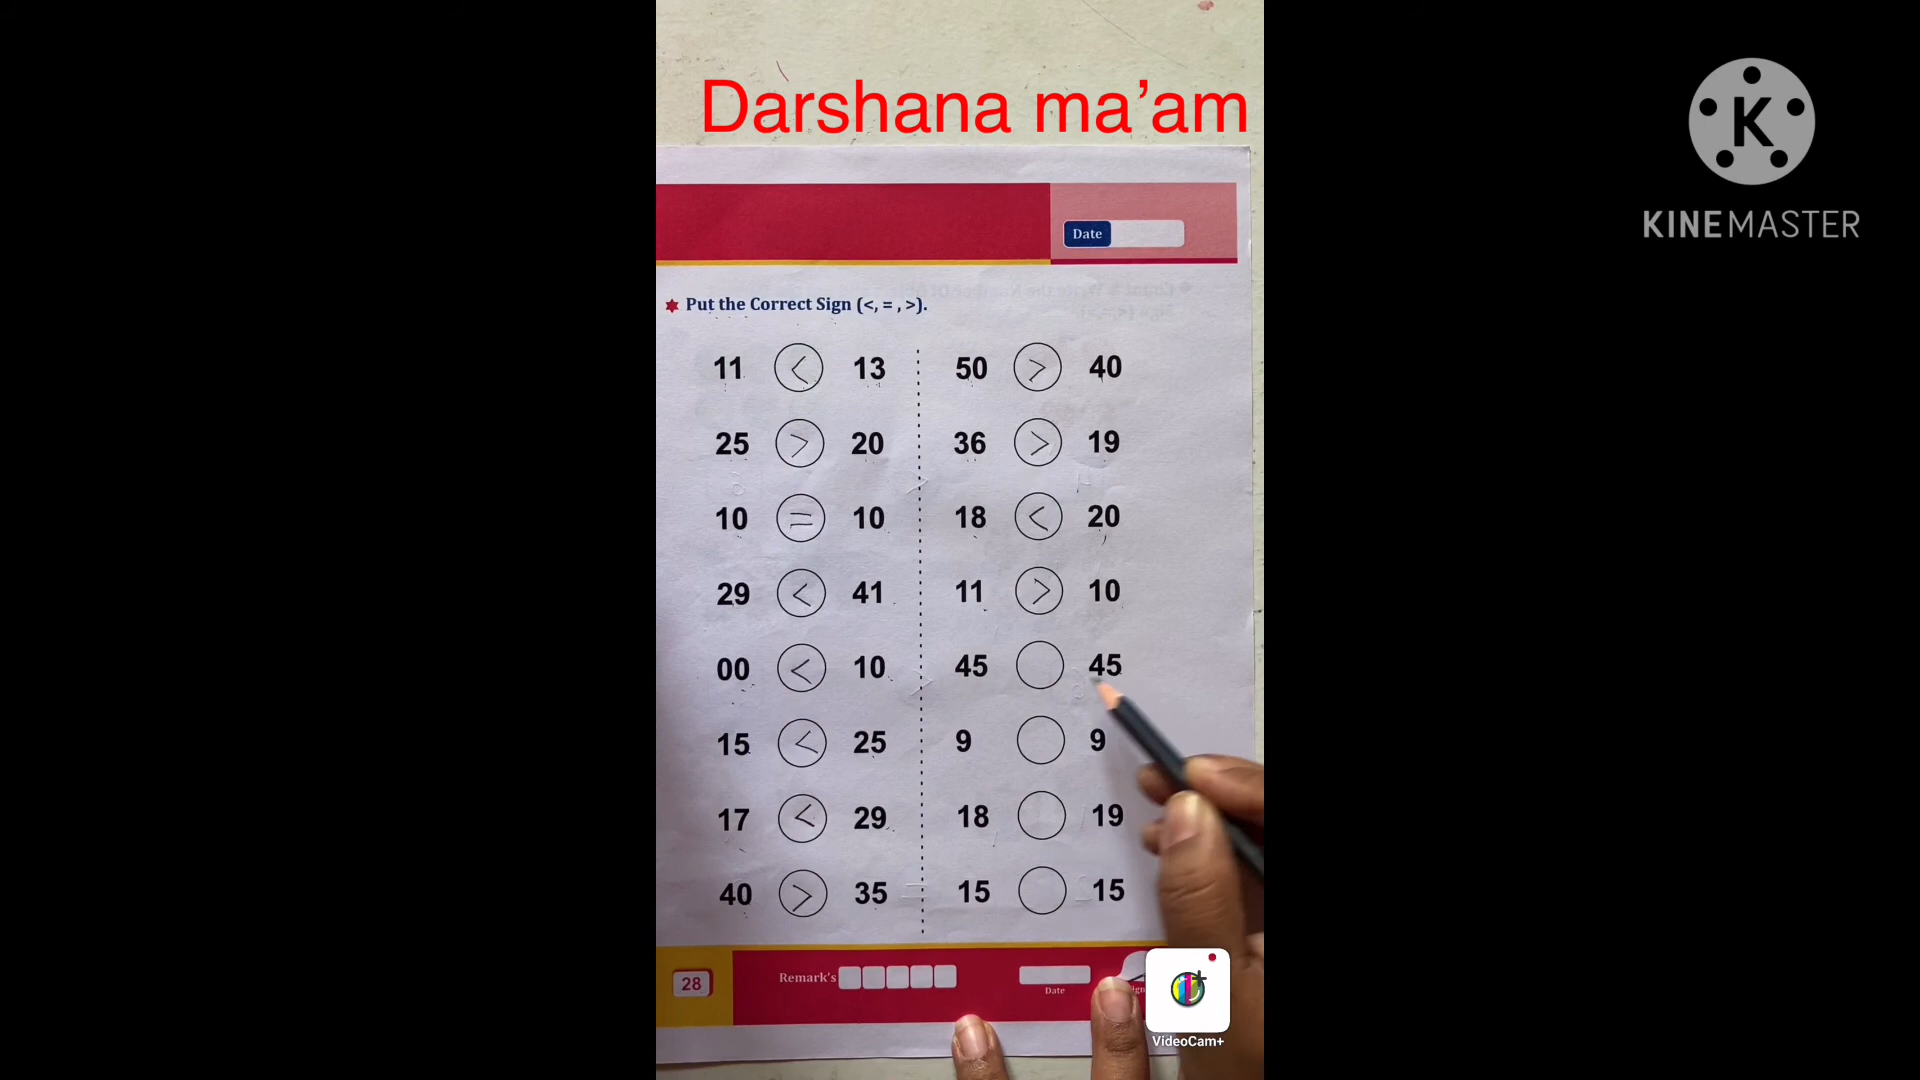 Darshana ma'am
K
KINEMASTER
Date
Put the Correct Sign (<, = , >).
11 < 13 50 > 40
25 > 20 36 > 19
10 = 10 18 < 20
29 < 41 11 > 10
00 < 10 45 45
15 < 25 9 9
17 < 29 18 19
40 > 35 15 15
28 Remark's Date
VideoCam+